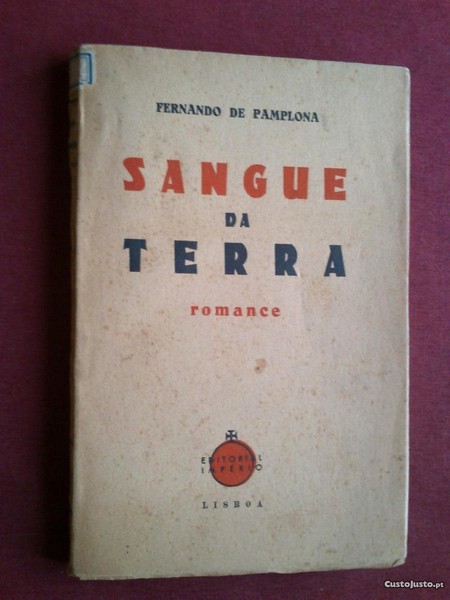 FERNANDO DE PAMPLONA
SANGUE
DA
TERRA
romance
EDITORIAL
IMPÉRIO
LISBOA
CustoJusto.pt